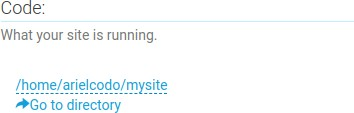 Code:
What your site is running.
/home/arielcodo/mysite
Go to directory